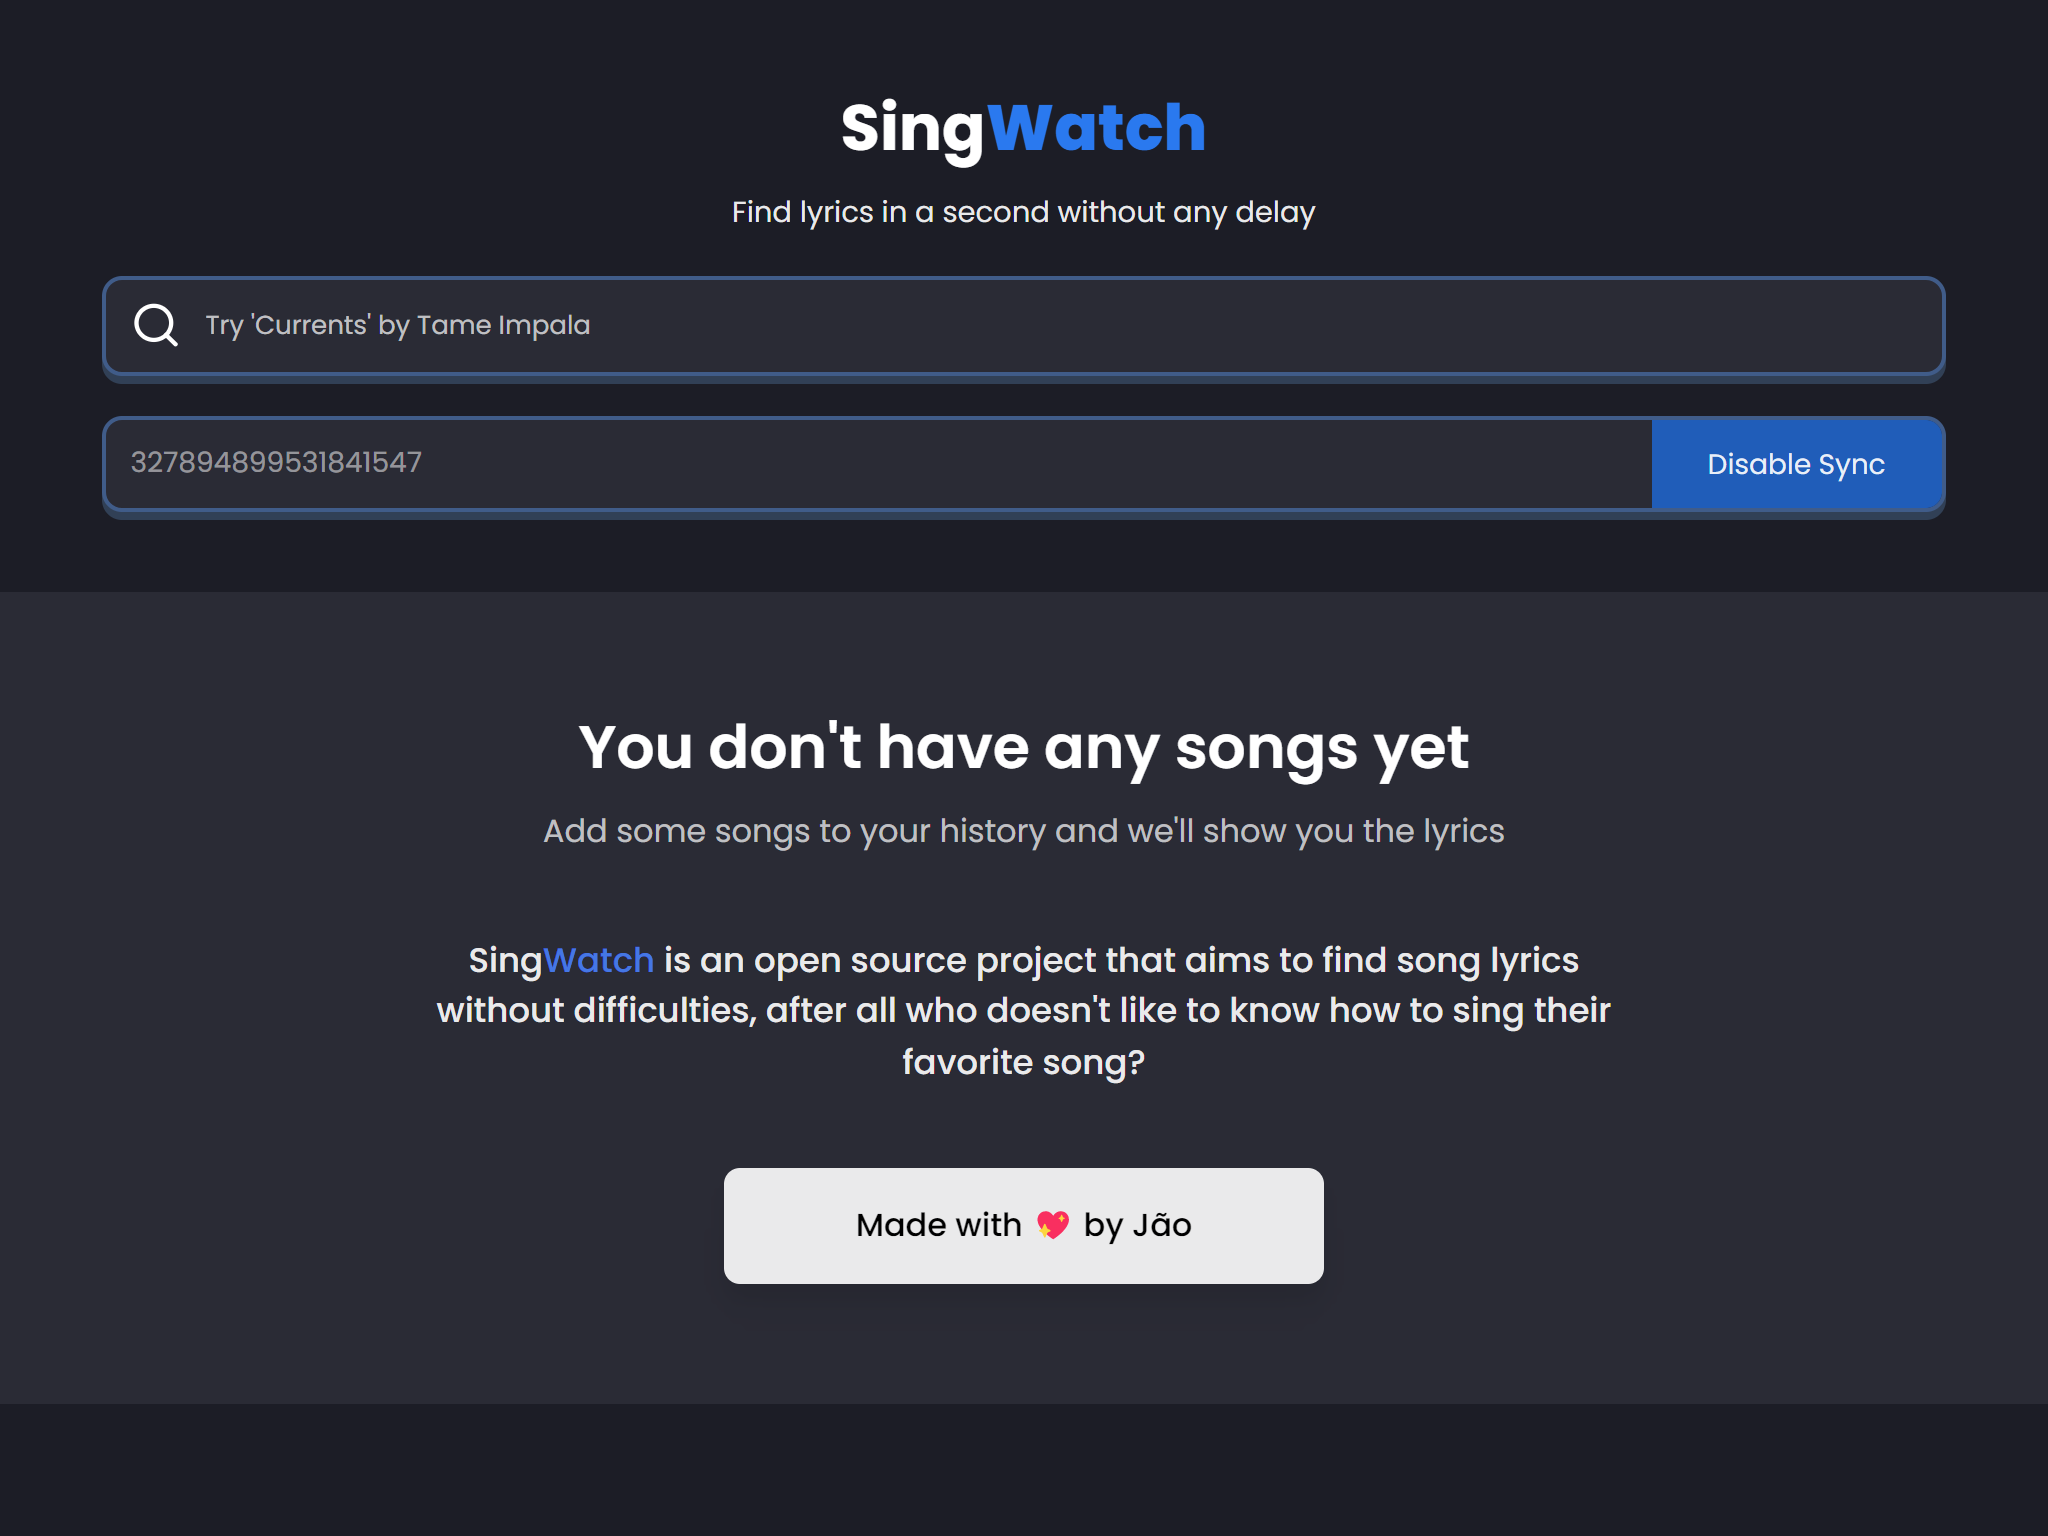 SingWatch
Find lyrics in a second without any delay
Try 'Currents' by Tame Impala
327894899531841547
Disable Sync
You don't have any songs yet
Add some songs to your history and we'll show you the lyrics
SingWatch is an open source project that aims to find song lyrics
without difficulties, after all who doesn't like to know how to sing their
favorite song?
Made with 💖 by Jão